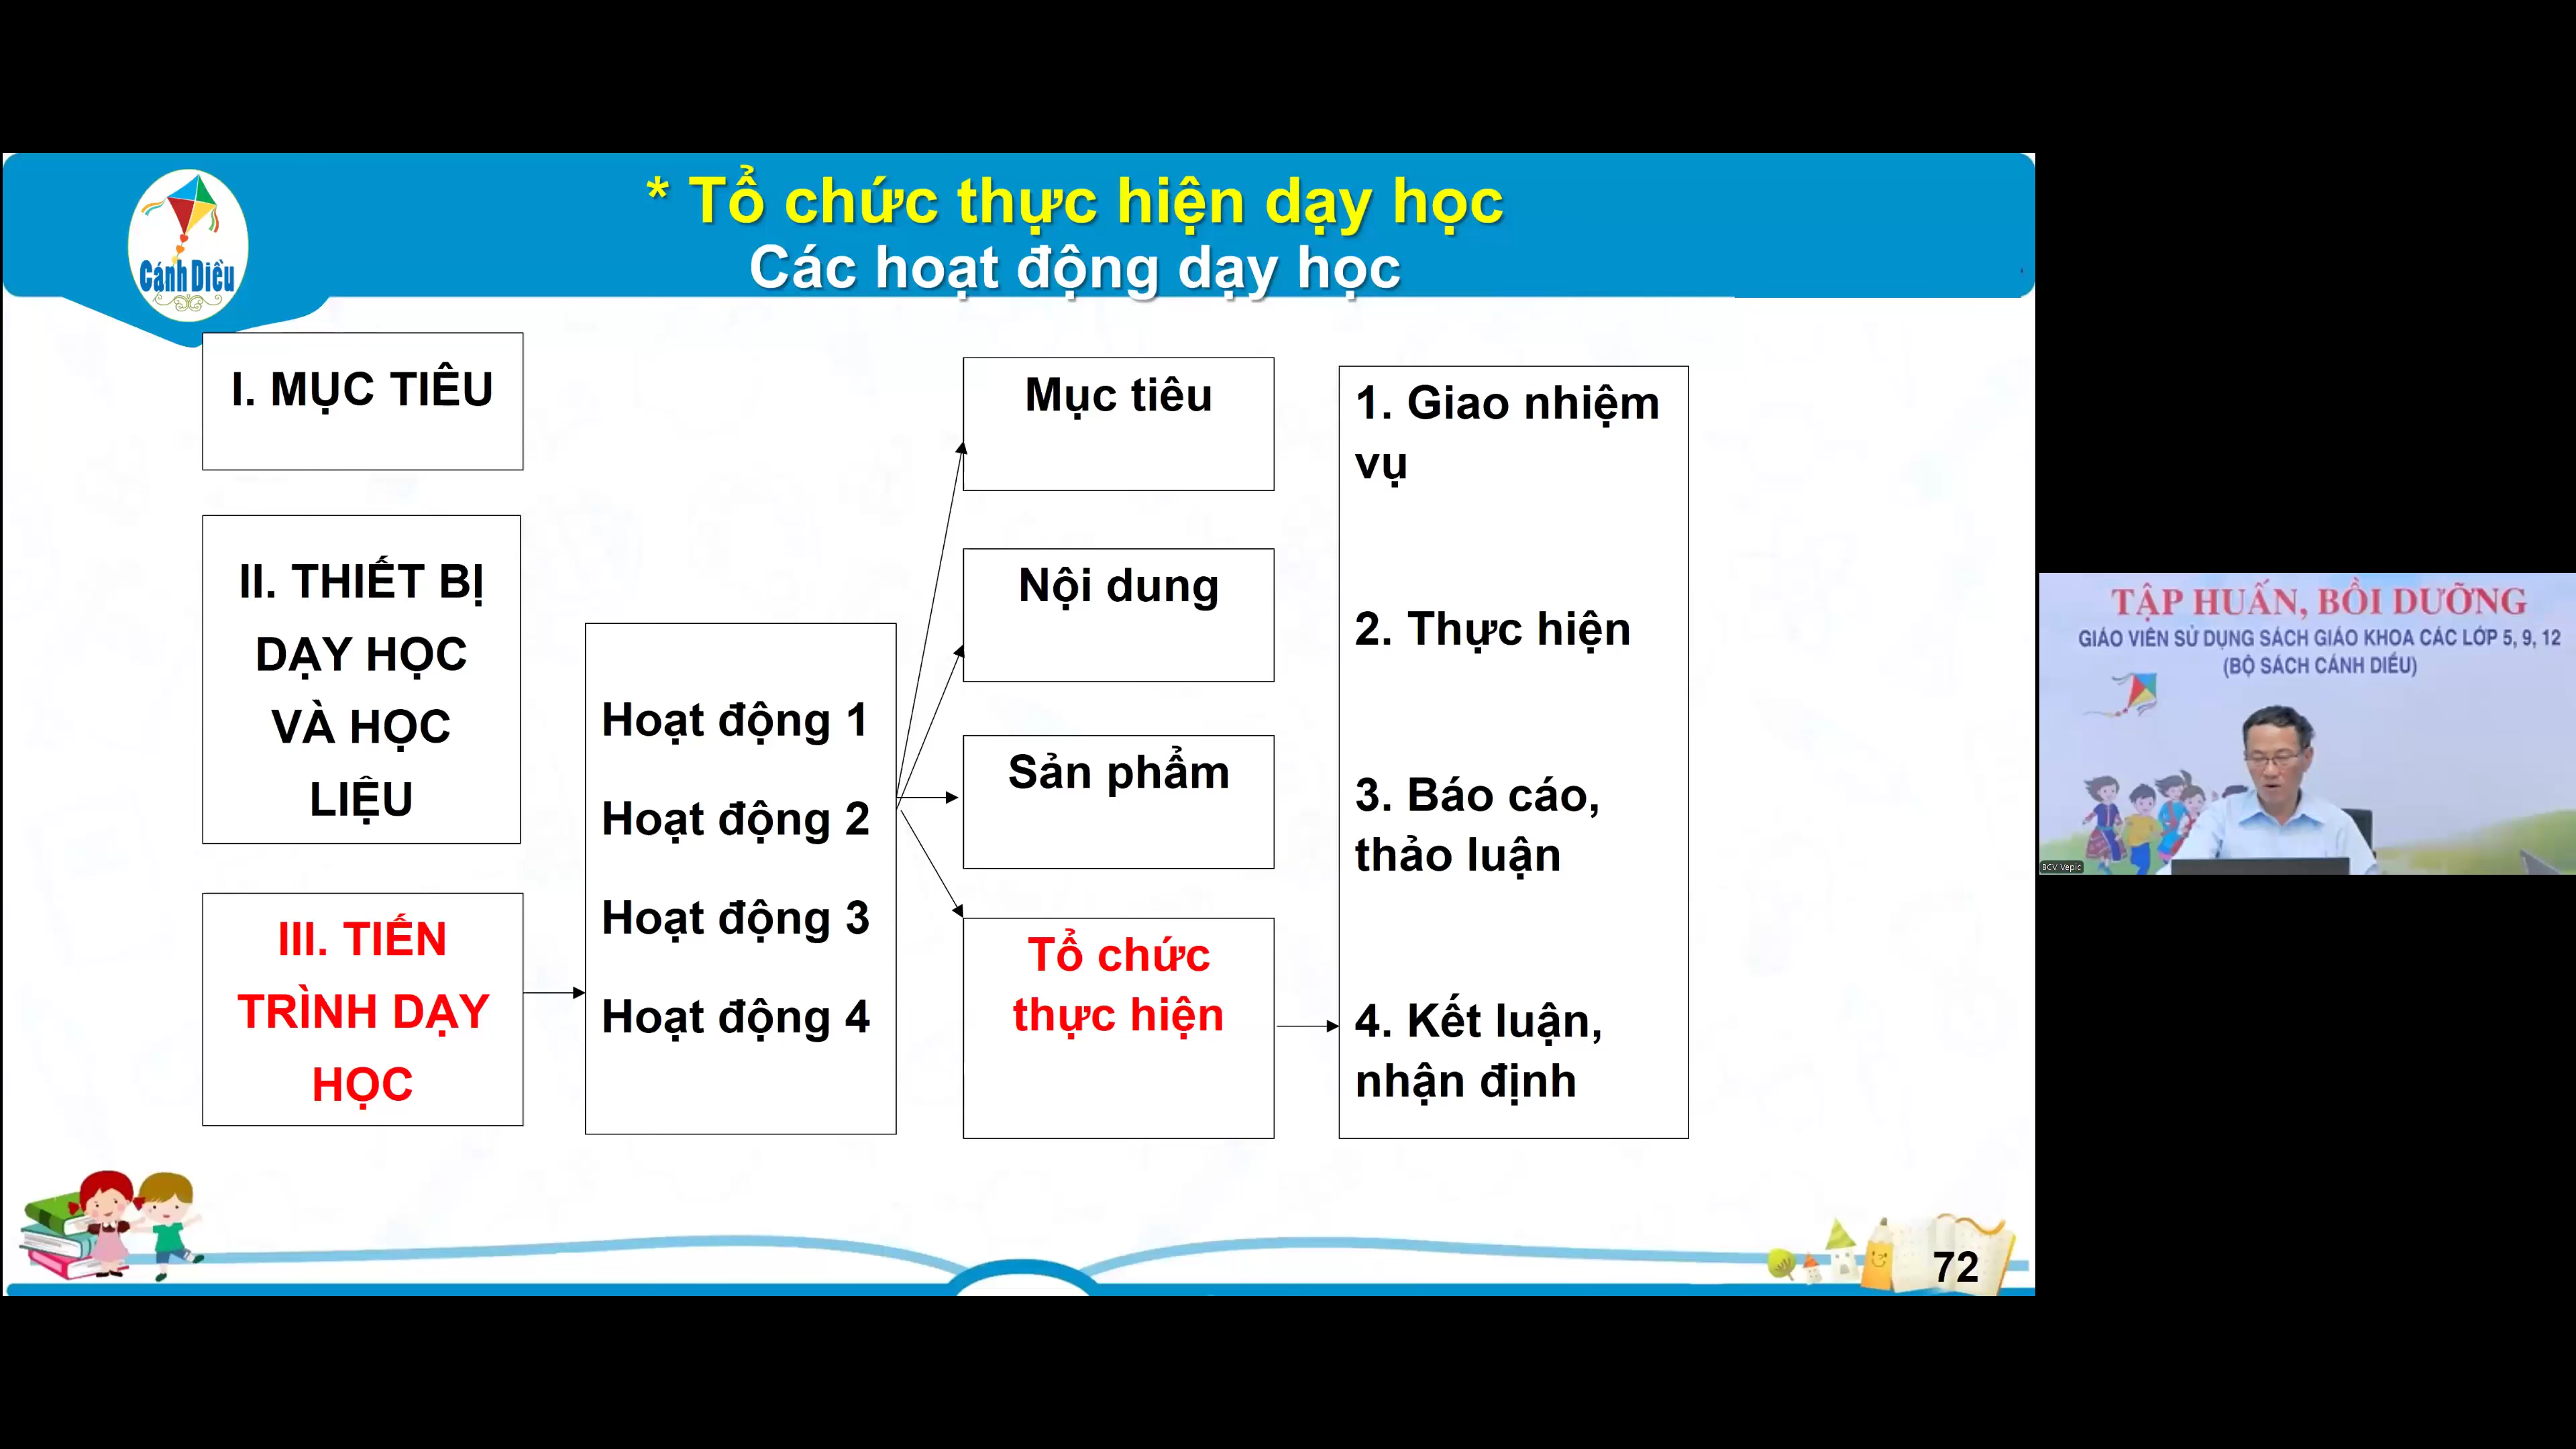 * Tổ chức thực hiện dạy học
Các hoạt động dạy học
Cánh Diều
I. MỤC TIÊU
II. THIẾT BỊ
DẠY HỌC
VÀ HỌC
LIỆU
III. TIẾN
TRÌNH DẠY
HỌC
Hoạt động 1
Hoạt động 2
Hoạt động 3
Hoạt động 4
Mục tiêu
Nội dung
Sản phẩm
Tổ chức
thực hiện
1. Giao nhiệm
vụ
2. Thực hiện
3. Báo cáo,
thảo luận
4. Kết luận,
nhận định
72
TẬP HUẤN, BỒI DƯỠNG
GIÁO VIÊN SỬ DỤNG SÁCH GIÁO KHOA CÁC LỚP 5, 9, 12
(BỘ SÁCH CÁNH DIỀU)
BCV Vepic